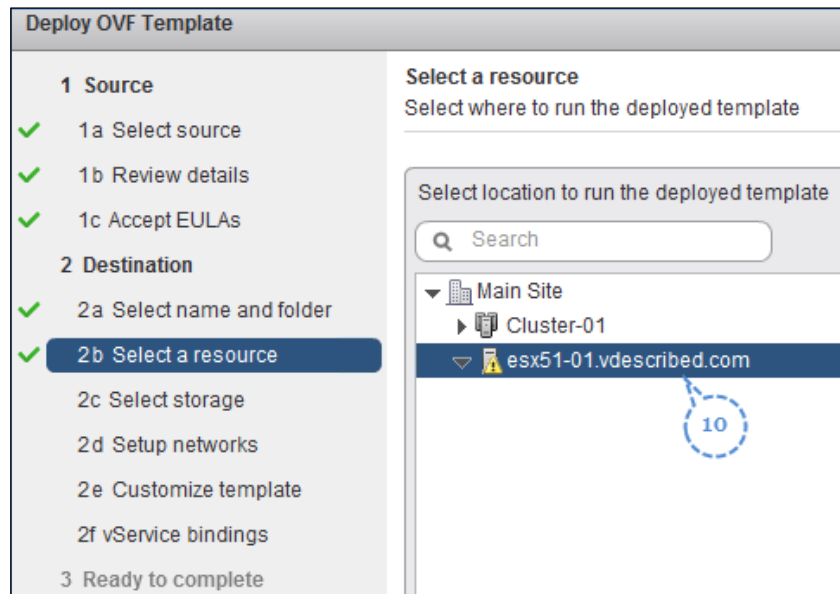 Deploy OVF Template
1 Source
1a Select source
1b Review details
1c Accept EULAs
2 Destination
2a Select name and folder
2b Select a resource
2c Select storage
2d Setup networks
2e Customize template
2f vService bindings
3 Ready to complete
Select a resource
Select where to run the deployed template
Select location to run the deployed template
Search
Main Site
Cluster-01
esx51-01.vdescribed.com
10